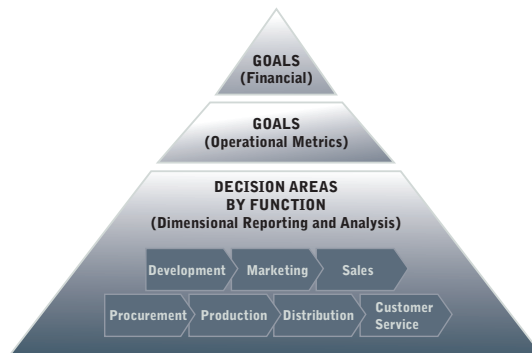 GOALS
(Financial)
GOALS
(Operational Metrics)
DECISION AREAS
BY FUNCTION
(Dimensional Reporting and Analysis)
Development Marketing Sales
Procurement Production Distribution Customer
Service